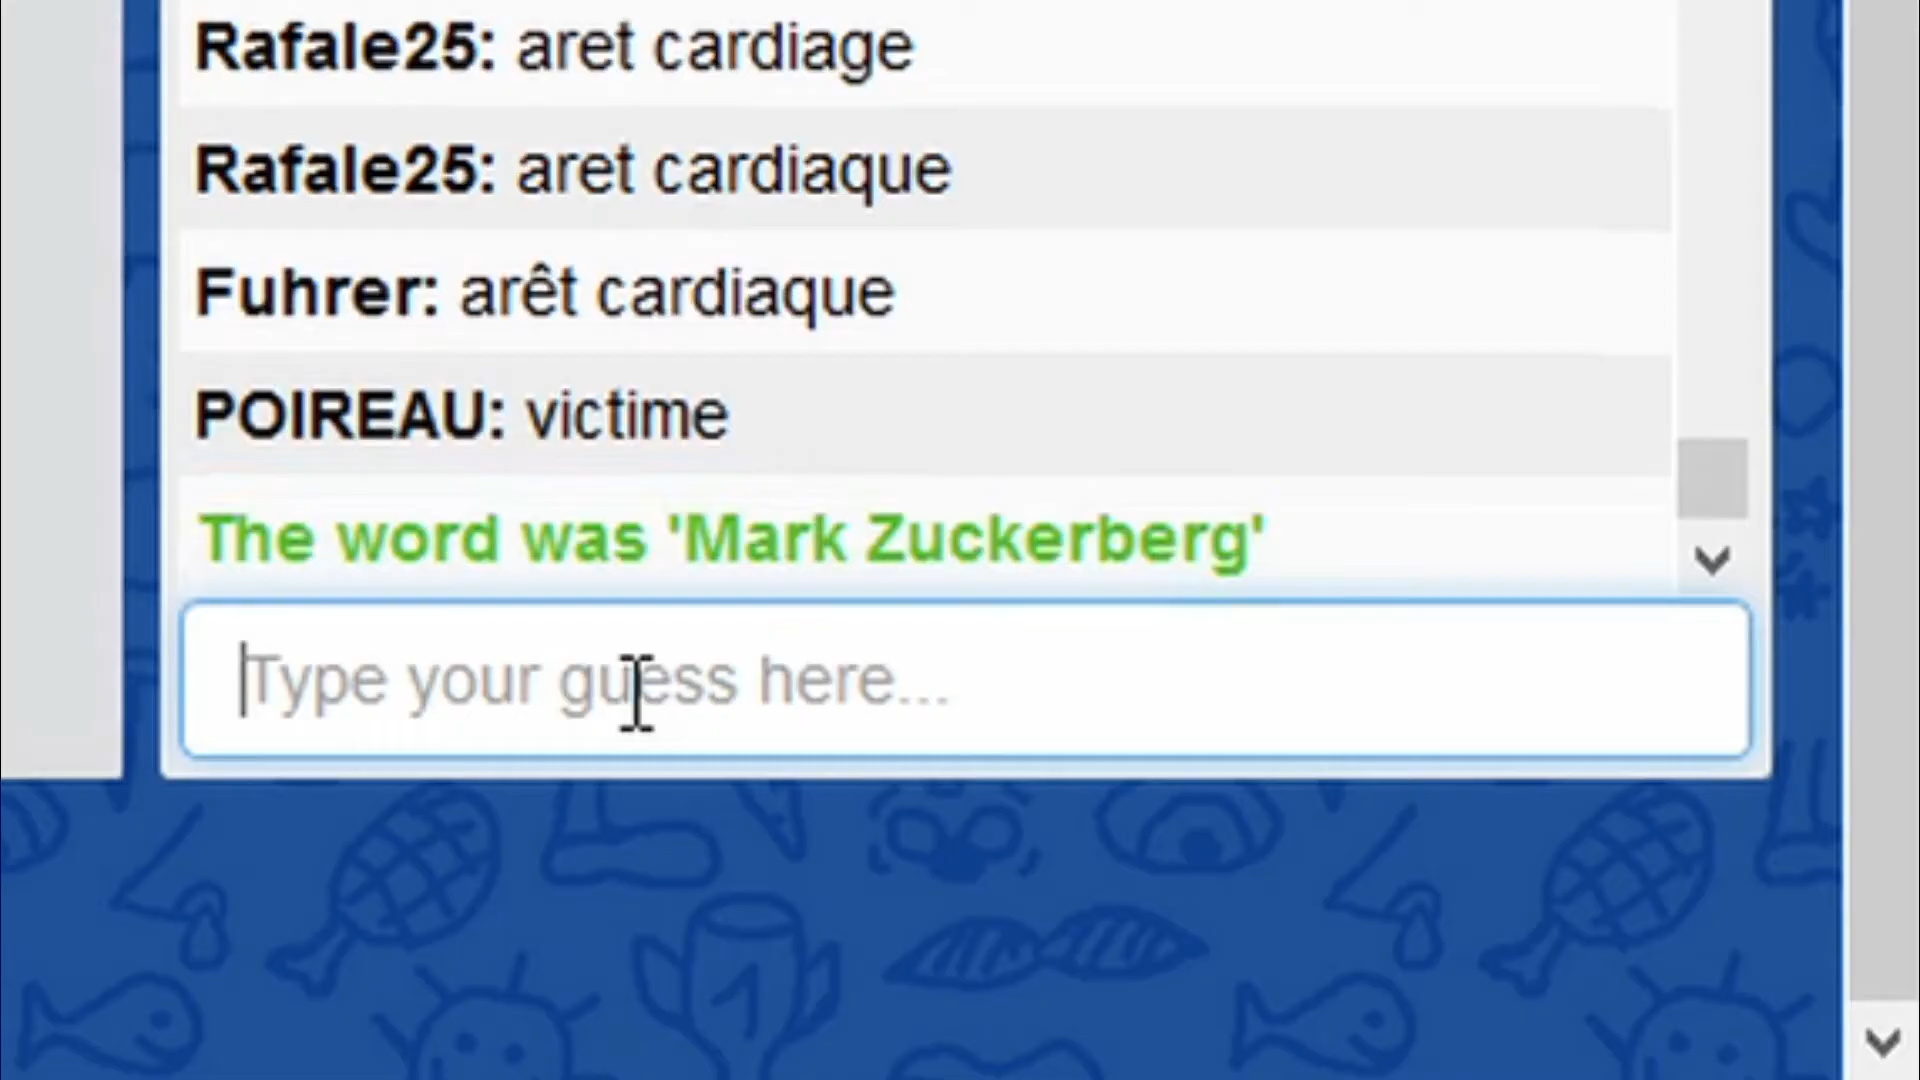 Rafale25: aret cardiage
Rafale25: aret cardiaque
Fuhrer: arêt cardiaque
POIREAU: victime
The word was 'Mark Zuckerberg'
Type your guess here...
1